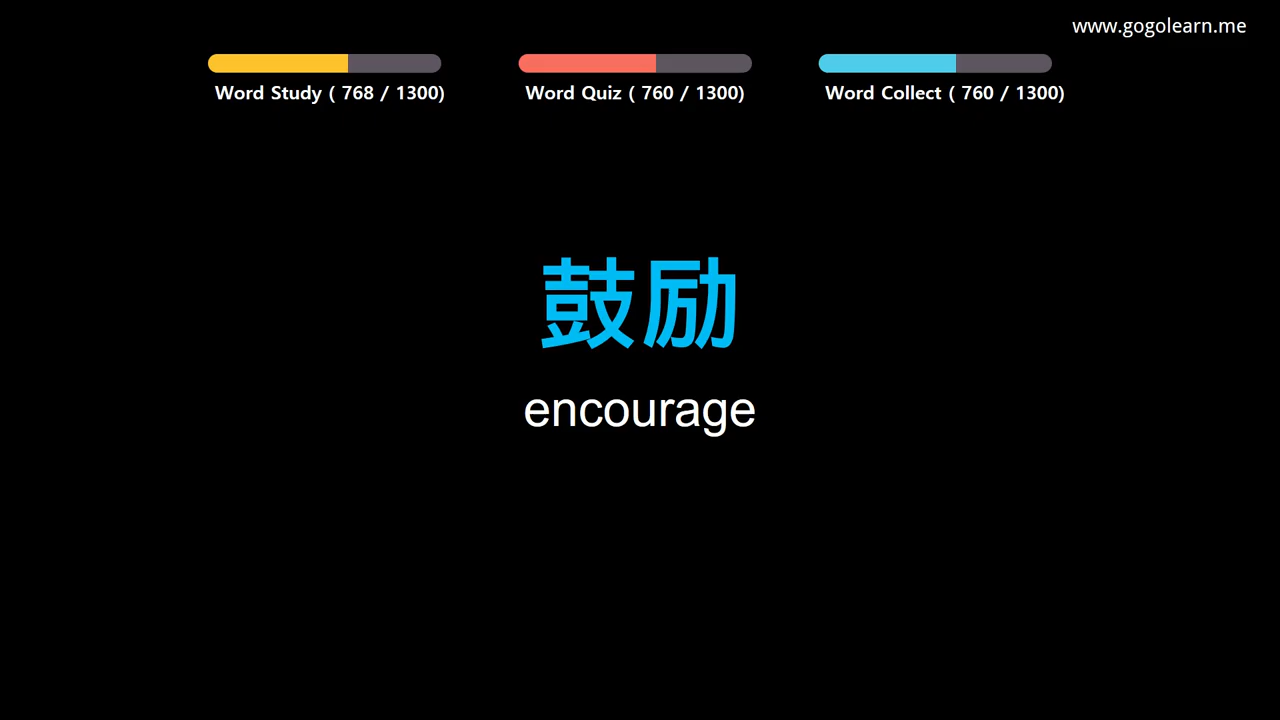 www.gogolearn.me
Word Study ( 768 / 1300)
Word Quiz ( 760 / 1300)
Word Collect ( 760 / 1300)
鼓励
encourage